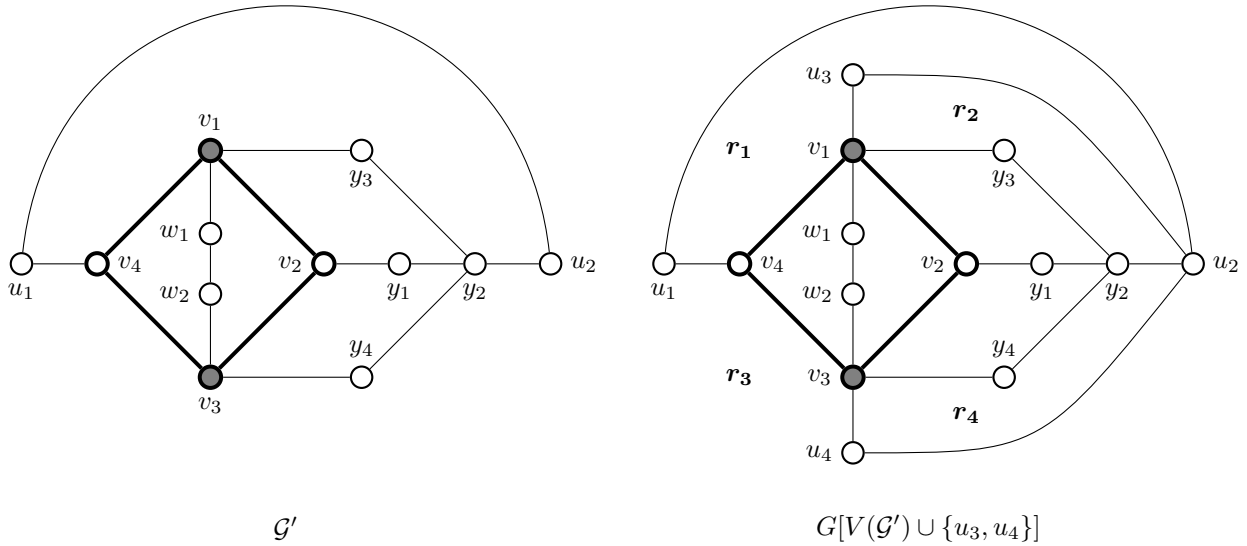 v₁
y₃
w₁
u₁
v₄
w₂
v₂
y₁
y₂
u₂
y₄
v₃
𝒢′
u₃
r₂
r₁
v₁
y₃
w₁
u₁
v₄
w₂
v₂
y₁
y₂
u₂
y₄
r₃
v₃
r₄
u₄
G[V(𝒢′) ∪ {u₃, u₄}]